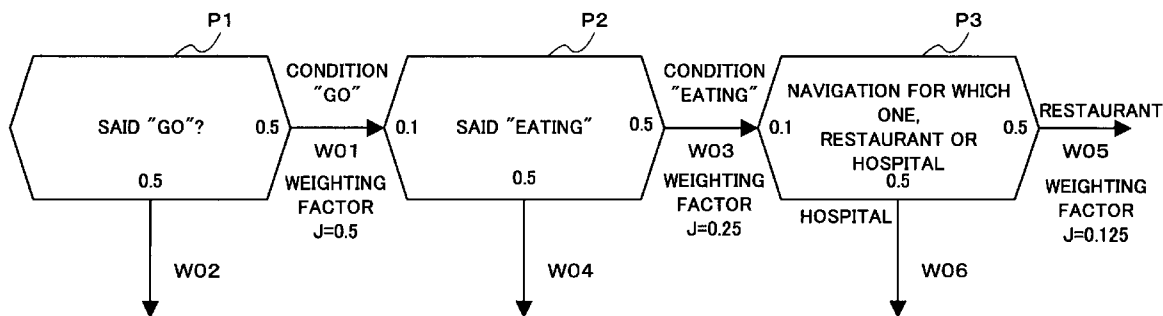 P1
P2
P3
CONDITION
"GO"
CONDITION
"EATING"
SAID "GO"?
0.5
0.5
W01
WEIGHTING
FACTOR
J=0.5
0.1
SAID "EATING"
0.5
0.5
W03
WEIGHTING
FACTOR
J=0.25
0.1
NAVIGATION FOR WHICH
ONE,
RESTAURANT OR
HOSPITAL
0.5
0.5
RESTAURANT
W05
WEIGHTING
FACTOR
J=0.125
HOSPITAL
W02
W04
W06